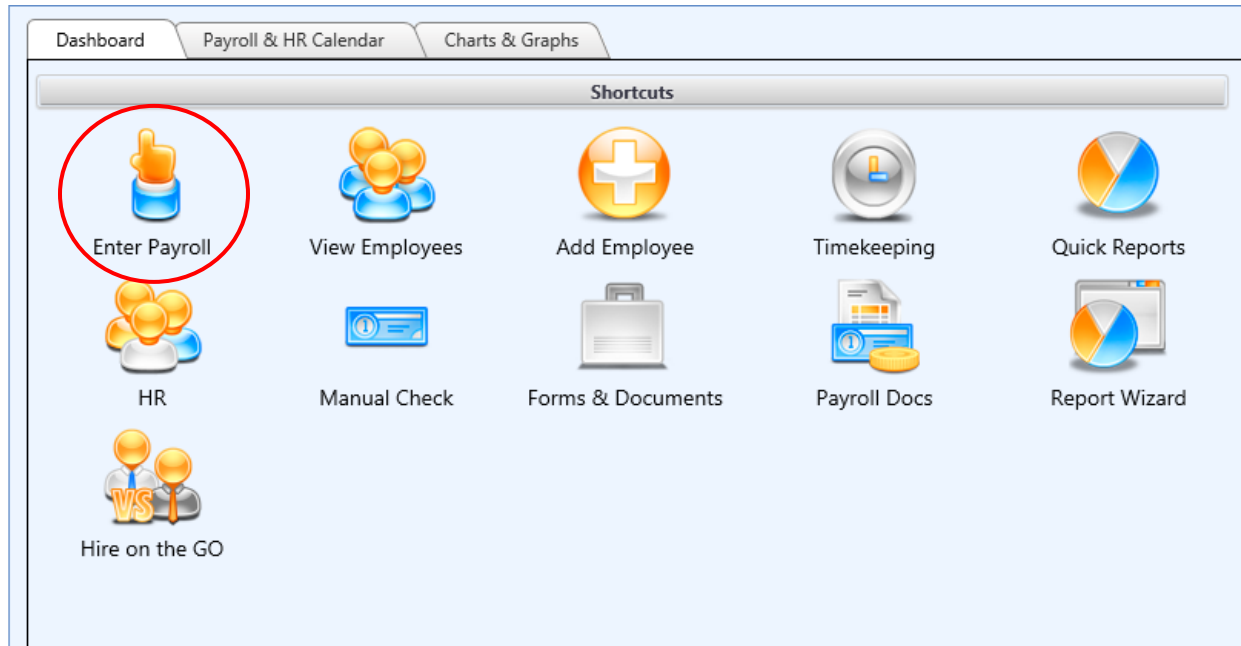 Dashboard Payroll & HR Calendar Charts & Graphs
Shortcuts
Enter Payroll View Employees Add Employee Timekeeping Quick Reports
HR Manual Check Forms & Documents Payroll Docs Report Wizard
VS
Hire on the GO